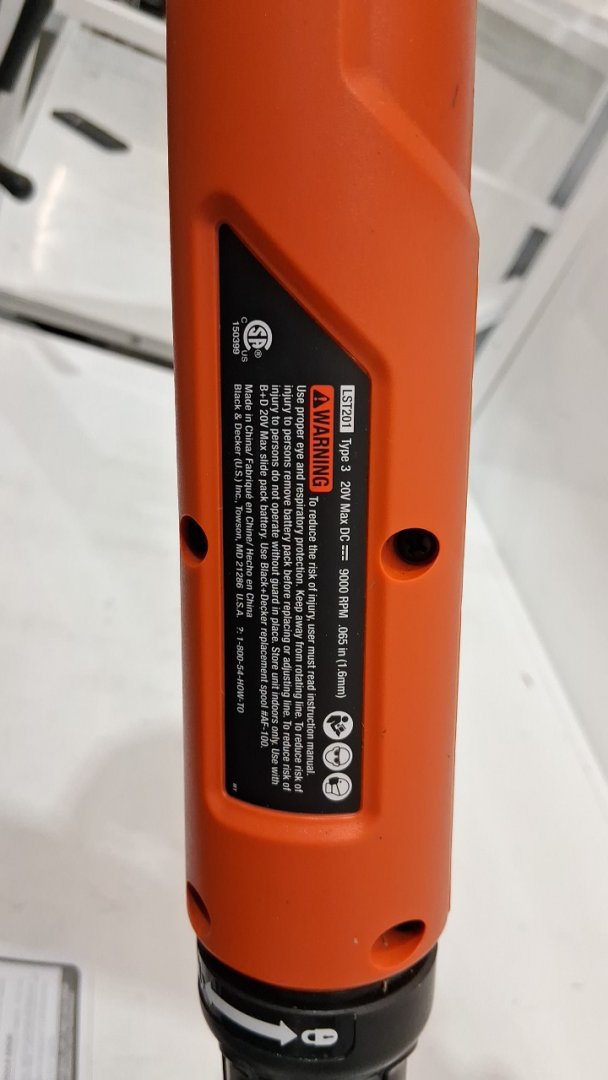 LST201 Type 3 20V Max DC 9000 RPM .065 in (1.6mm)
WARNING To reduce the risk of injury, user must read instruction manual.
Use proper eye and respiratory protection. Keep away from rotating line. To reduce risk of
injury to persons remove battery pack before replacing or adjusting line. To reduce risk of
injury to persons do not operate without guard in place. Store unit indoors only. Use with
B+D 20V Max slide pack battery. Use Black+Decker replacement spool #AF-100.
Made in China/ Fabriqué en Chine/ Hecho en China
Black & Decker (U.S.) Inc., Towson, MD 21286 U.S.A. ?: 1-800-54-HOW-TO
C SA® US
150399